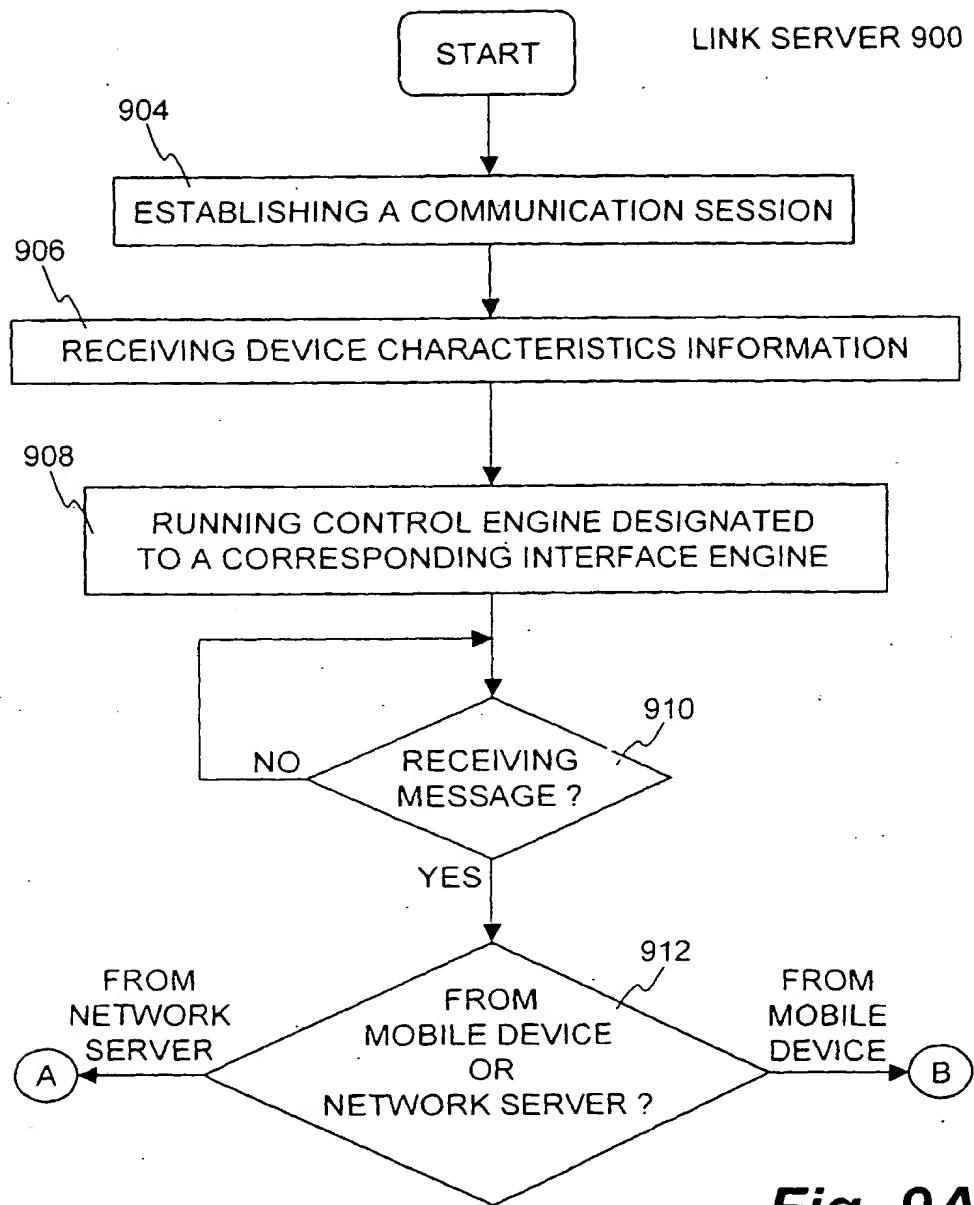 START
LINK SERVER 900
904
ESTABLISHING A COMMUNICATION SESSION
906
RECEIVING DEVICE CHARACTERISTICS INFORMATION
908
RUNNING CONTROL ENGINE DESIGNATED
TO A CORRESPONDING INTERFACE ENGINE
910
NO
RECEIVING
MESSAGE ?
YES
912
FROM
NETWORK
SERVER
FROM
MOBILE DEVICE
OR
NETWORK SERVER ?
FROM
MOBILE
DEVICE
A
B
Fig. 9A